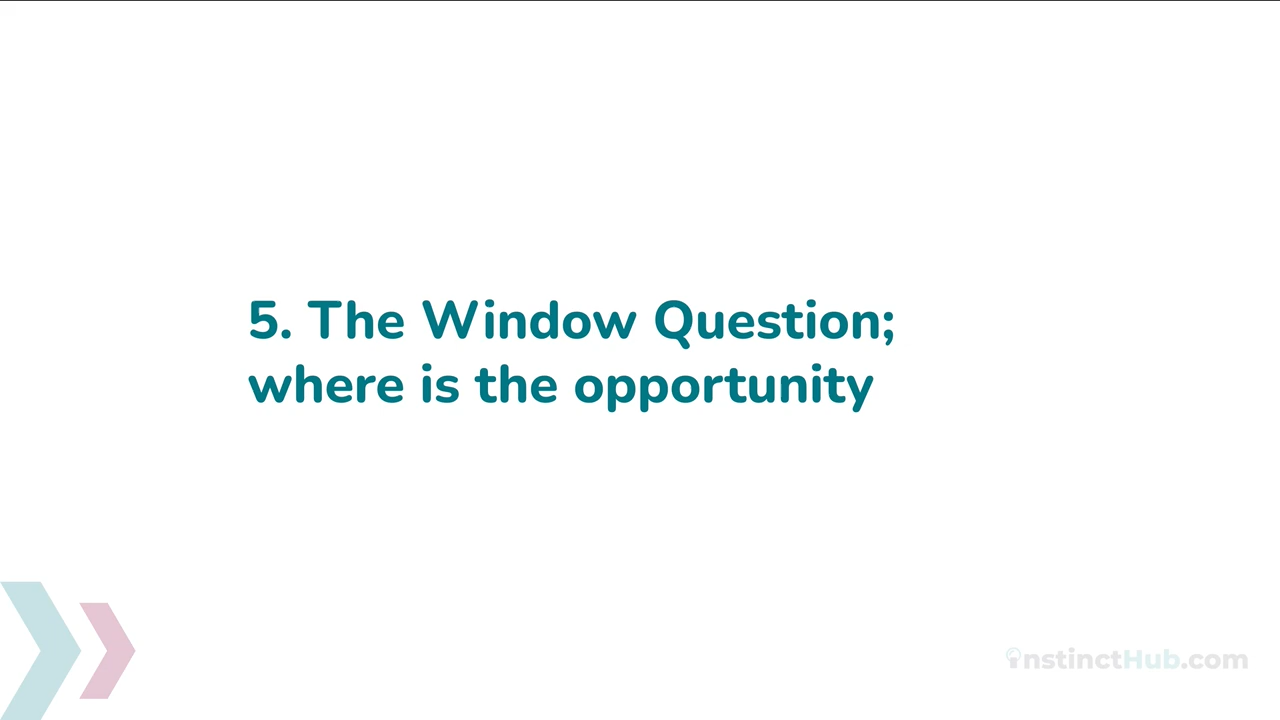 5. The Window Question;
where is the opportunity
instinctHub.com